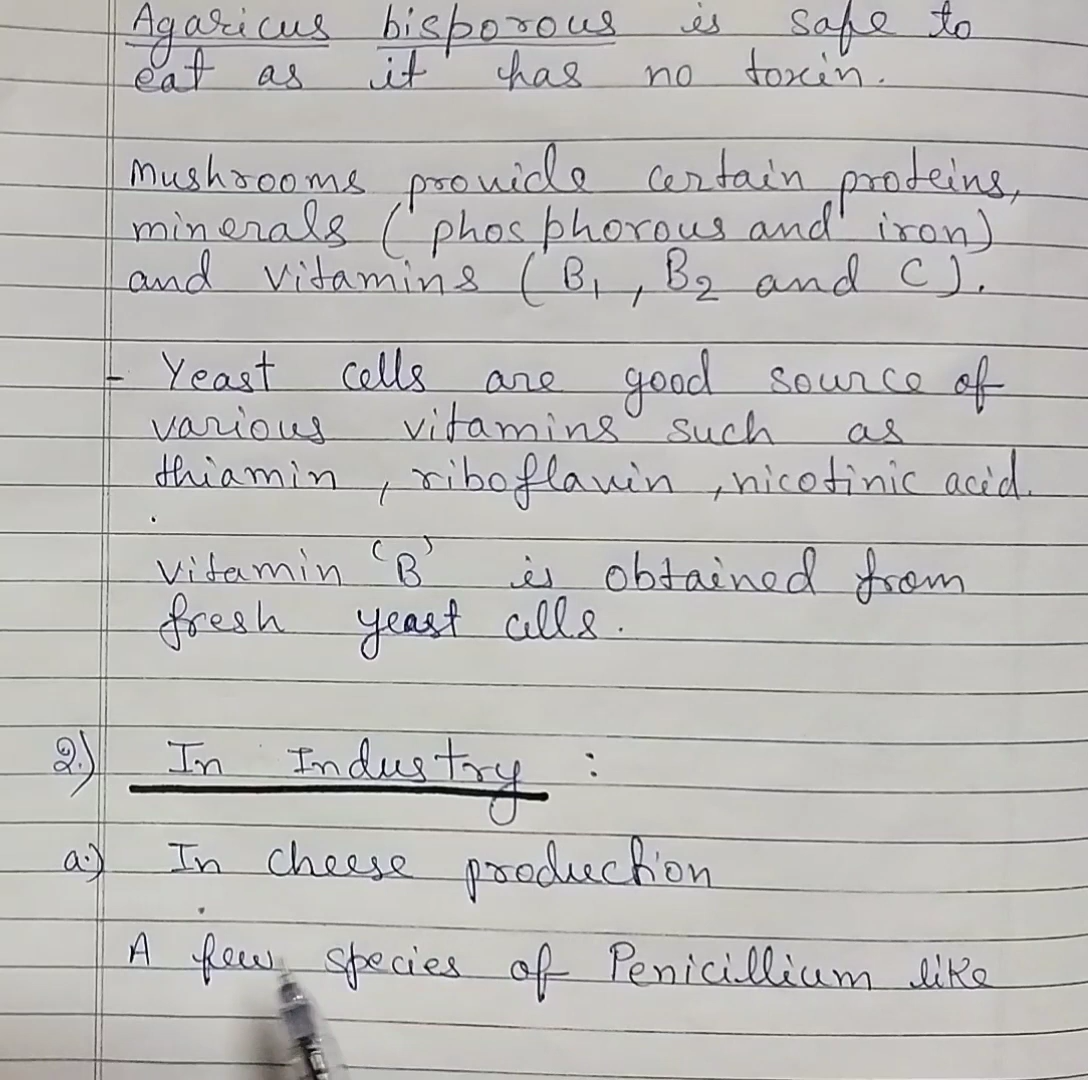 Agaricus bisporous is safe to
eat as it has no toxin.
Mushrooms provide certain proteins,
minerals (phosphorous and iron)
and vitamins (B1, B2 and C).
- Yeast cells are good source of
various vitamins such as
thiamin, riboflavin, nicotinic acid.
Vitamin 'B' is obtained from
fresh yeast cells.
2.) In Industry :
a.) In cheese production
A few species of Penicillium like